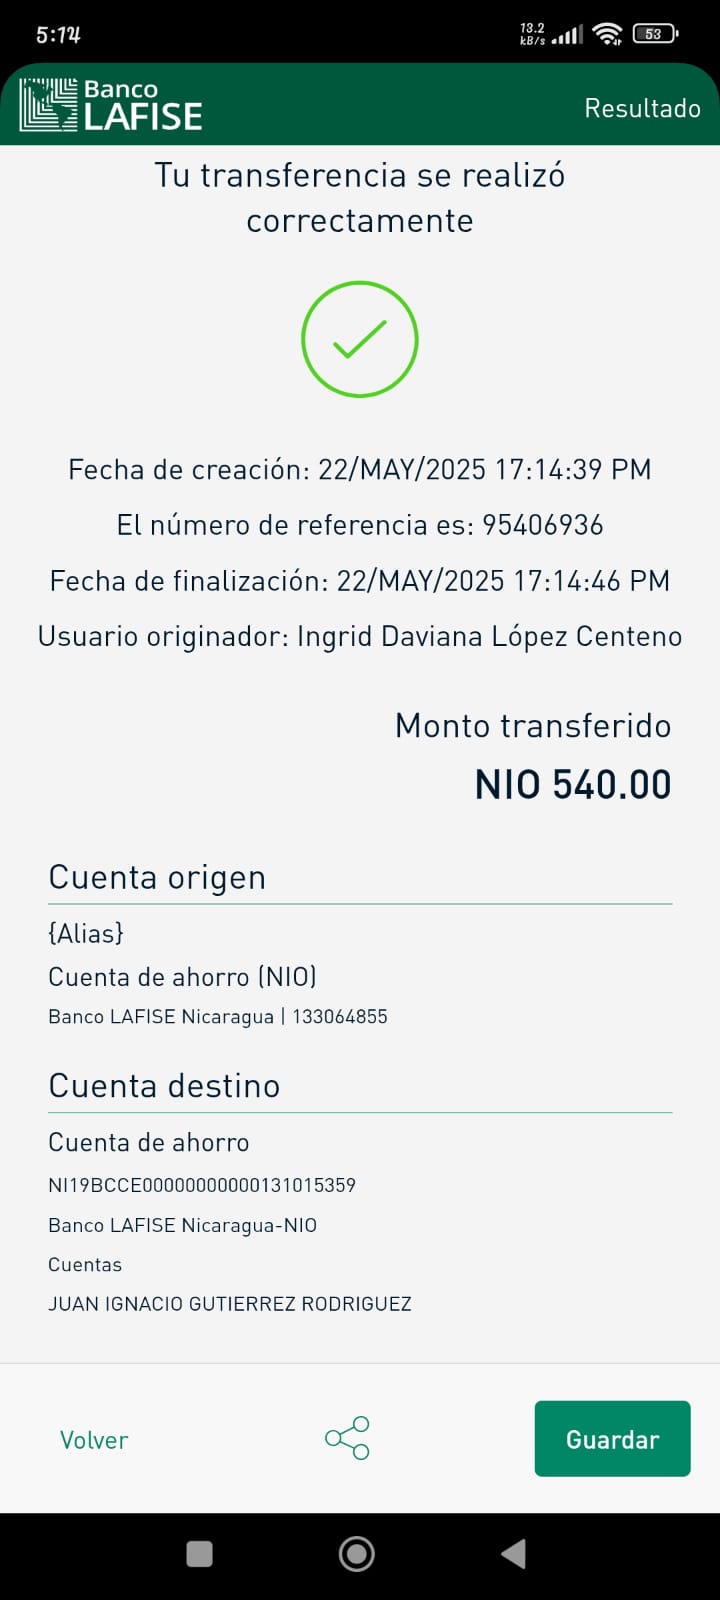 5:14
13.2
kB/s
53
Banco
LAFISE
Resultado
Tu transferencia se realizó
correctamente
Fecha de creación: 22/MAY/2025 17:14:39 PM
El número de referencia es: 95406936
Fecha de finalización: 22/MAY/2025 17:14:46 PM
Usuario originador: Ingrid Daviana López Centeno
Monto transferido
NIO 540.00
Cuenta origen
{Alias}
Cuenta de ahorro (NIO)
Banco LAFISE Nicaragua | 133064855
Cuenta destino
Cuenta de ahorro
NI19BCCE00000000000131015359
Banco LAFISE Nicaragua-NIO
Cuentas
JUAN IGNACIO GUTIERREZ RODRIGUEZ
Volver
Guardar